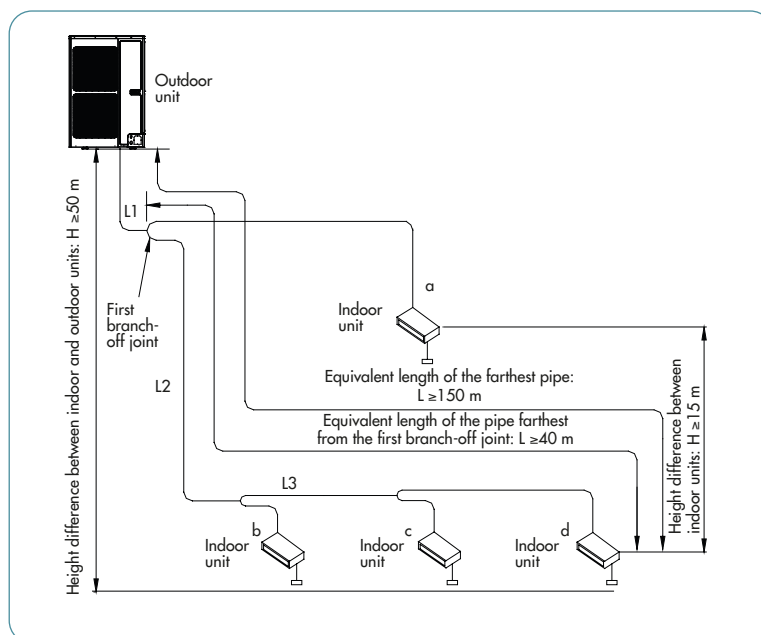 Outdoor
unit
Height difference between indoor and outdoor units: H ≥50 m
L1
First
branch-
off joint
a
Indoor
unit
L2
Equivalent length of the farthest pipe:
L ≥150 m
Equivalent length of the pipe farthest
from the first branch-off joint: L ≥40 m
Height difference between
indoor units: H ≥15 m
L3
b
Indoor
unit
c
Indoor
unit
d
Indoor
unit